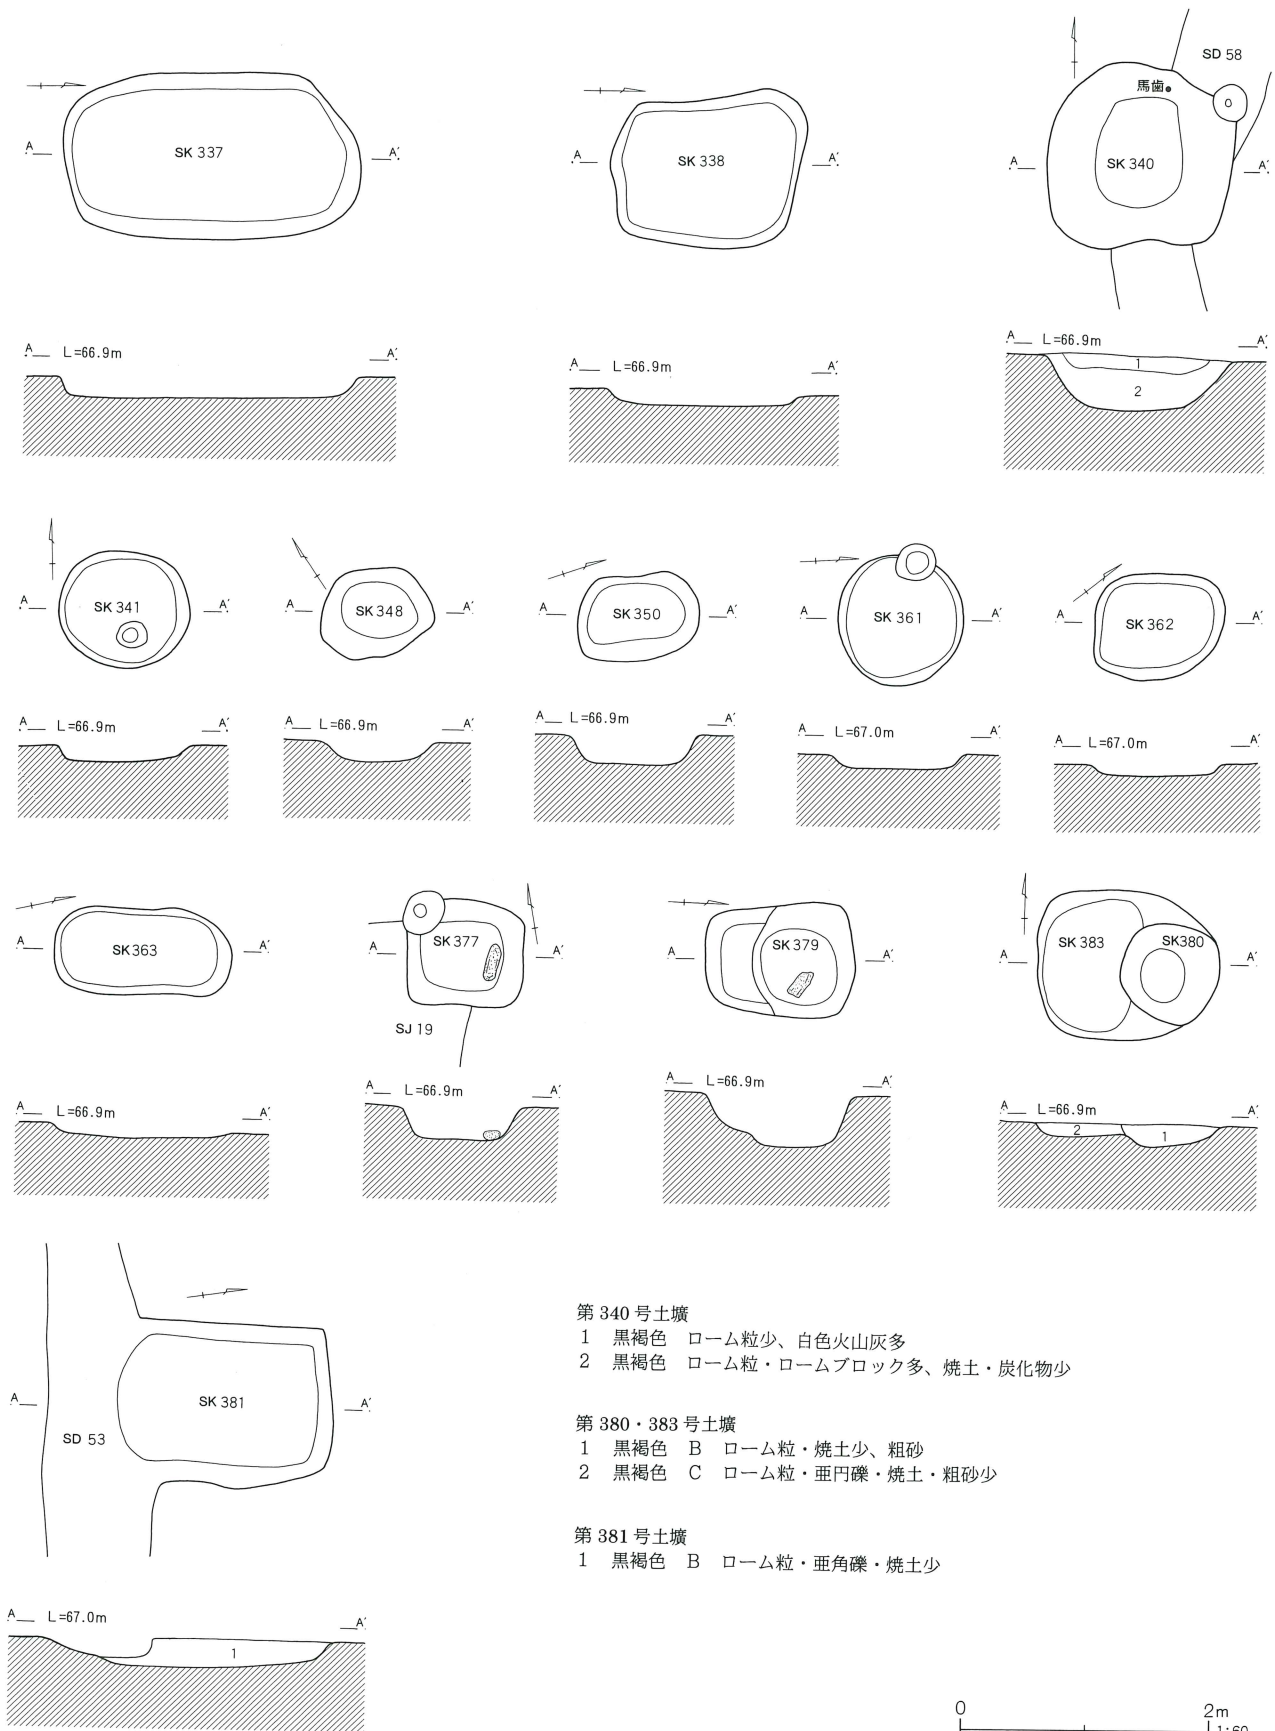 SK 337
A
A′
SK 338
A
A′
SD 58
馬歯
SK 340
A
A′
A L=66.9m A′
A L=66.9m A′
A L=66.9m A′
1
2
SK 341
A
A′
SK 348
A
A′
SK 350
A
A′
SK 361
A
A′
SK 362
A
A′
A L=66.9m A′
A L=66.9m A′
A L=66.9m A′
A L=67.0m A′
A L=67.0m A′
SK 363
A
A′
SK 377
A
A′
SJ 19
SK 379
A
A′
SK 383
SK380
A
A′
A L=66.9m A′
A L=66.9m A′
A L=66.9m A′
A L=66.9m A′
2
1
SK 381
A
A′
SD 53
第 340 号土壙
1 黒褐色 ローム粒少、白色火山灰多
2 黒褐色 ローム粒・ロームブロック多、焼土・炭化物少
第 380・383 号土壙
1 黒褐色 B ローム粒・焼土少、粗砂
2 黒褐色 C ローム粒・亜円礫・焼土・粗砂少
第 381 号土壙
1 黒褐色 B ローム粒・亜角礫・焼土少
A L=67.0m A′
1
0 2m
1:60